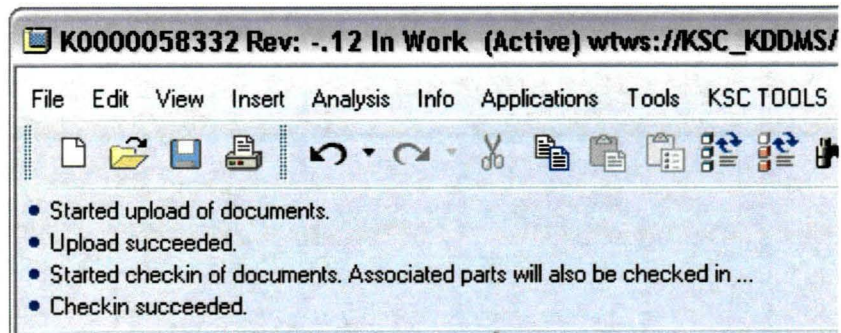 K0000058332 Rev: -.12 In Work (Active) wtws://KSC_KDDMS/
File Edit View Insert Analysis Info Applications Tools KSC TOOLS
• Started upload of documents.
• Upload succeeded.
• Started checkin of documents. Associated parts will also be checked in ...
• Checkin succeeded.